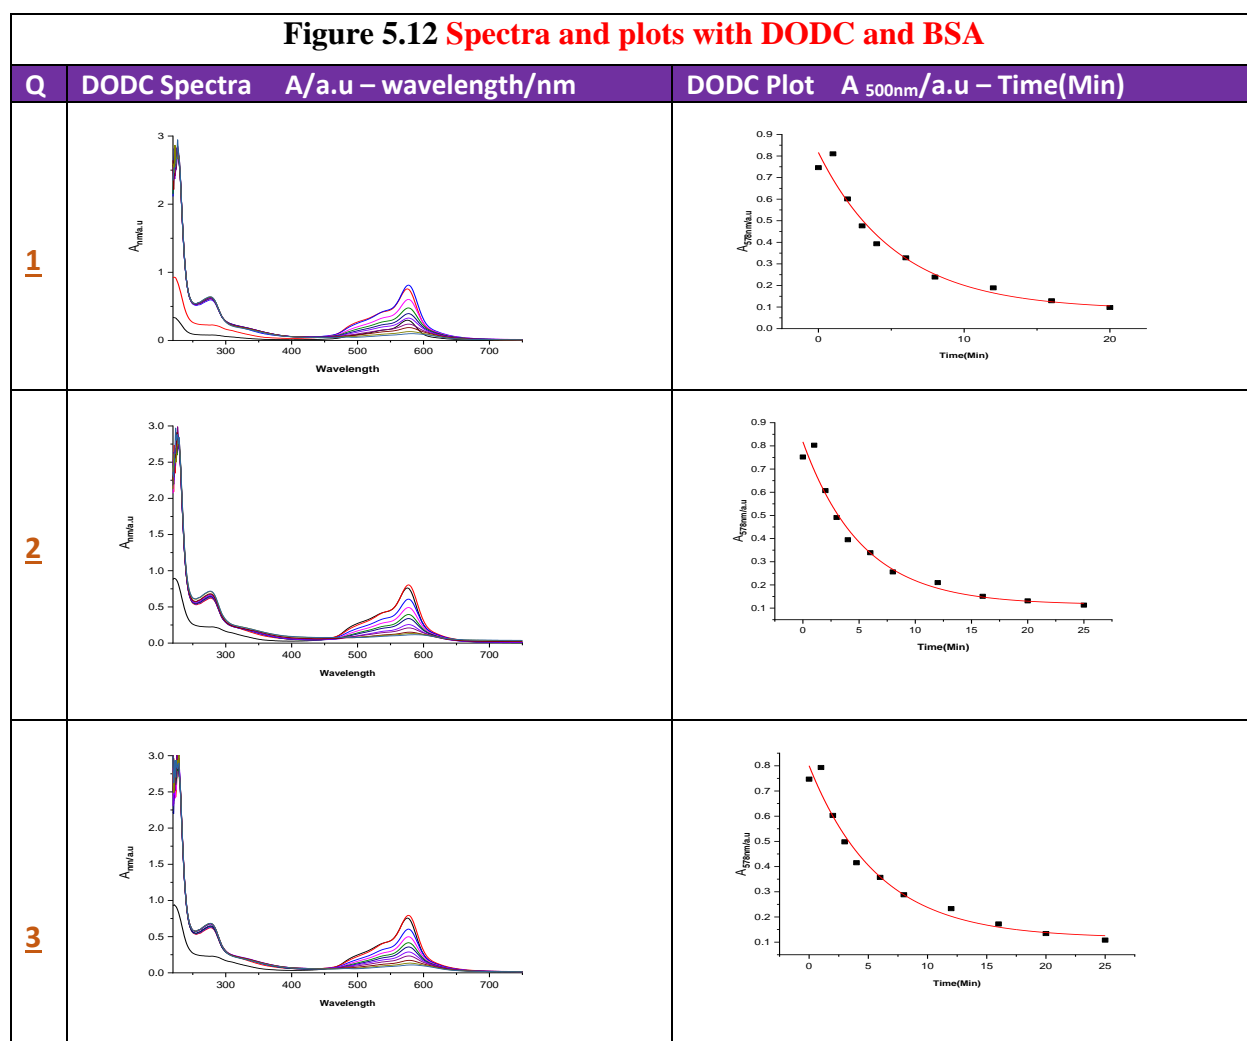 Figure 5.12 Spectra and plots with DODC and BSA
Q DODC Spectra A/a.u – wavelength/nm DODC Plot A 500nm/a.u – Time(Min)
1
3
2
1
0
A nm/a.u
300 400 500 600 700
Wavelength
0.9
0.8
0.7
0.6
0.5
0.4
0.3
0.2
0.1
0.0
A578nm/a.u
0 10 20
Time(Min)
2
3.0
2.5
2.0
1.5
1.0
0.5
0.0
A nm/a.u
300 400 500 600 700
Wavelength
0.9
0.8
0.7
0.6
0.5
0.4
0.3
0.2
0.1
A578nm/a.u
0 5 10 15 20 25
Time(Min)
3
3.0
2.5
2.0
1.5
1.0
0.5
0.0
A nm/a.u
300 400 500 600 700
Wavelength
0.8
0.7
0.6
0.5
0.4
0.3
0.2
0.1
A578nm/a.u
0 5 10 15 20 25
Time(Min)